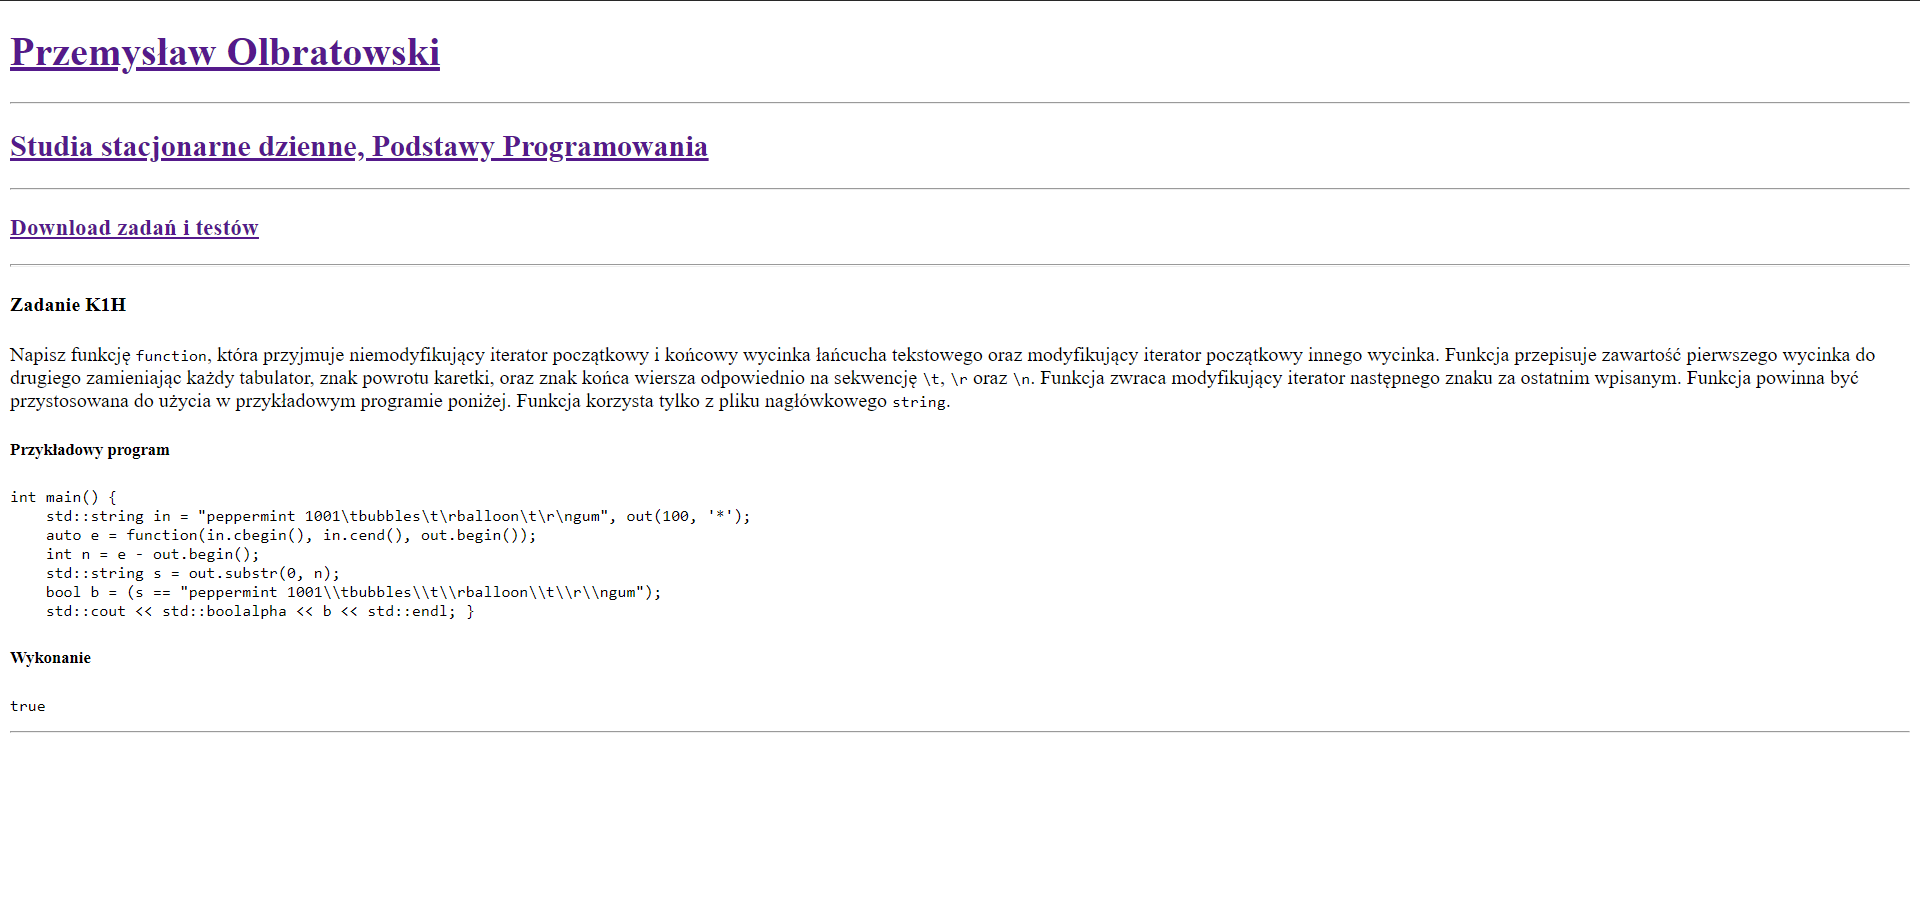 Przemysław Olbratowski
Studia stacjonarne dzienne, Podstawy Programowania
Download zadań i testów
Zadanie K1H
Napisz funkcję function, która przyjmuje niemodyfikujący iterator początkowy i końcowy wycinka łańcucha tekstowego oraz modyfikujący iterator początkowy innego wycinka. Funkcja przepisuje zawartość pierwszego wycinka do
drugiego zamieniając każdy tabulator, znak powrotu karetki, oraz znak końca wiersza odpowiednio na sekwencję \t, \r oraz \n. Funkcja zwraca modyfikujący iterator następnego znaku za ostatnim wpisanym. Funkcja powinna być
przystosowana do użycia w przykładowym programie poniżej. Funkcja korzysta tylko z pliku nagłówkowego string.
Przykładowy program
int main() {
    std::string in = "peppermint 1001\tbubbles\t\rballoon\t\r\ngum", out(100, '*');
    auto e = function(in.cbegin(), in.cend(), out.begin());
    int n = e - out.begin();
    std::string s = out.substr(0, n);
    bool b = (s == "peppermint 1001\\tbubbles\\t\\rballoon\\t\\r\\ngum");
    std::cout << std::boolalpha << b << std::endl; }
Wykonanie
true